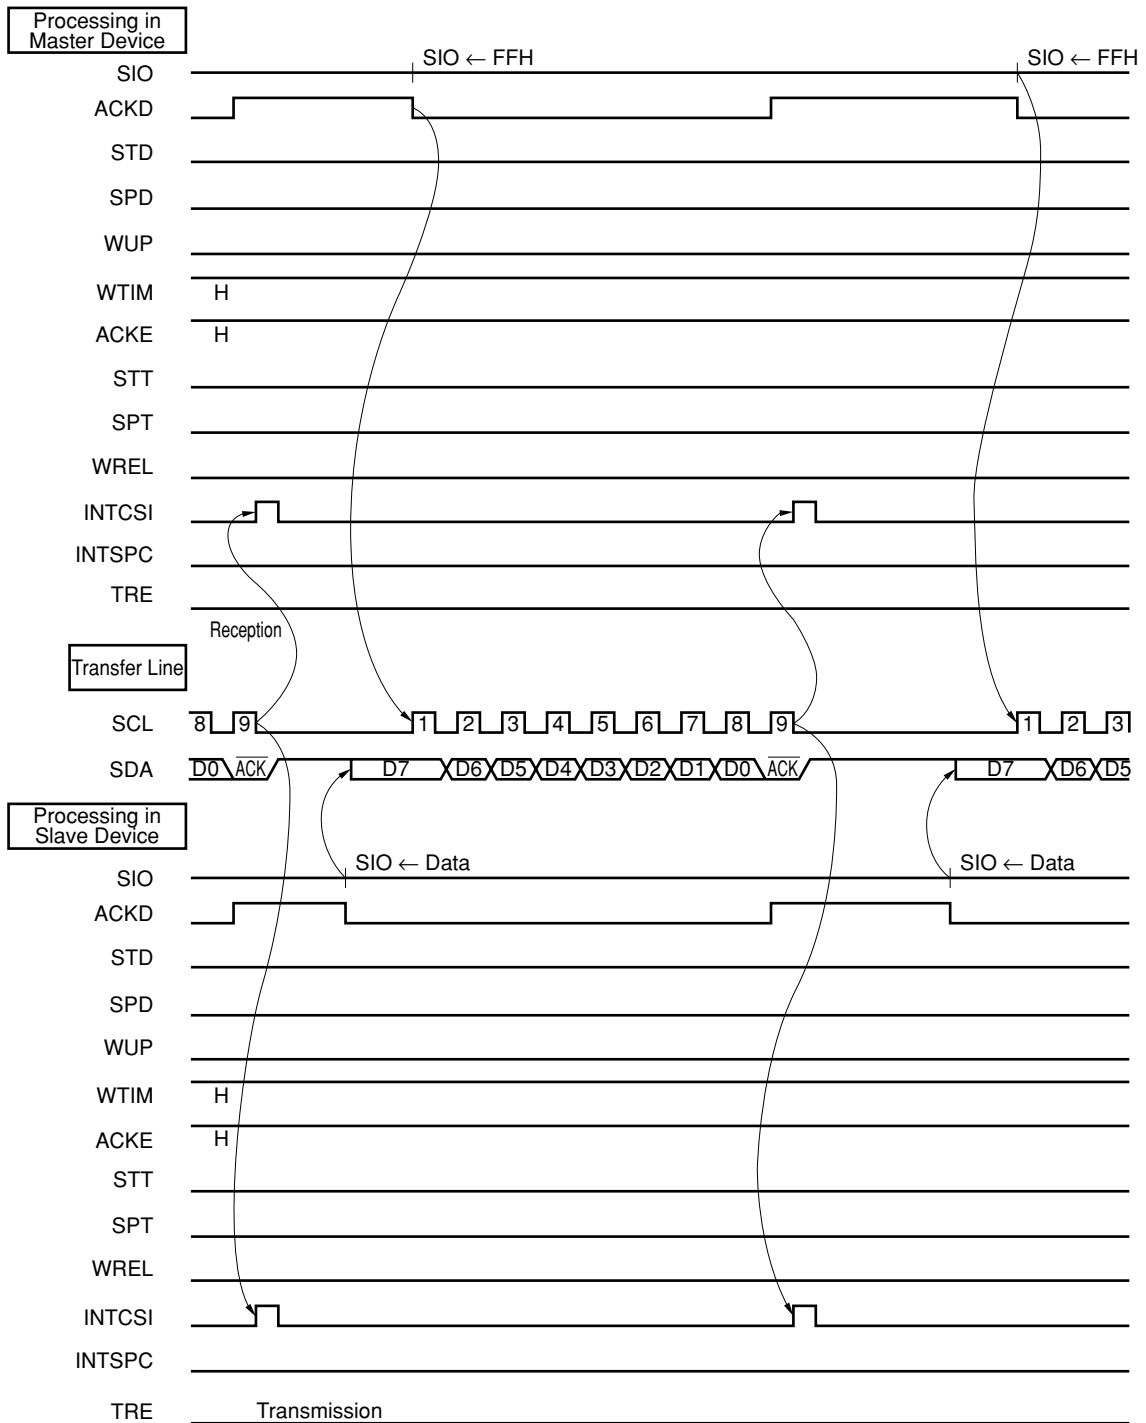 Processing in
Master Device
SIO
SIO ← FFH
SIO ← FFH
ACKD
STD
SPD
WUP
WTIM H
ACKE H
STT
SPT
WREL
INTCSI
INTSPC
TRE
Reception
Transfer Line
SCL 8 9 1 2 3 4 5 6 7 8 9 1 2 3
SDA D0 ACK D7 D6 D5 D4 D3 D2 D1 D0 ACK D7 D6 D5
Processing in
Slave Device
SIO
SIO ← Data
SIO ← Data
ACKD
STD
SPD
WUP
WTIM H
ACKE H
STT
SPT
WREL
INTCSI
INTSPC
TRE Transmission